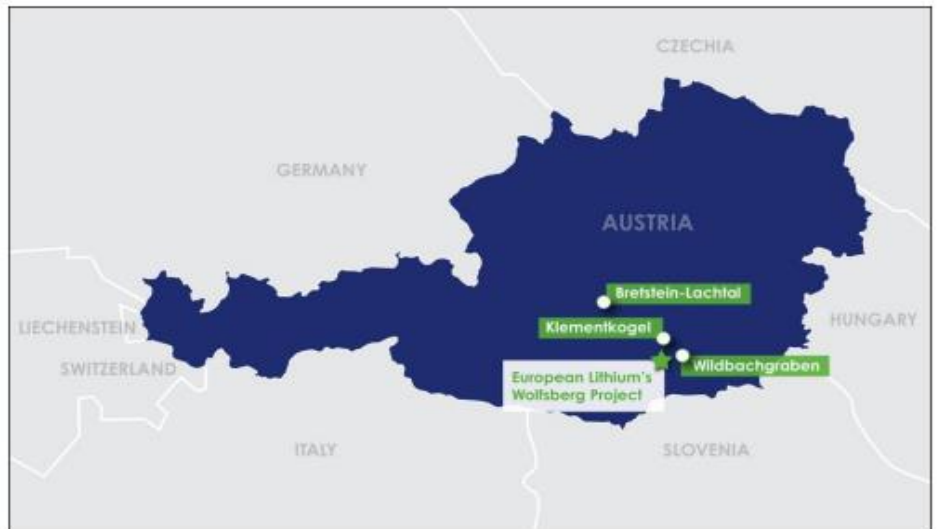 CZECHIA
GERMANY
AUSTRIA
Bretstein-Lachtal
LIECHENSTEIN
Klementkogel
HUNGARY
SWITZERLAND
Wildbachgraben
European Lithium's
Wolfsberg Project
ITALY
SLOVENIA